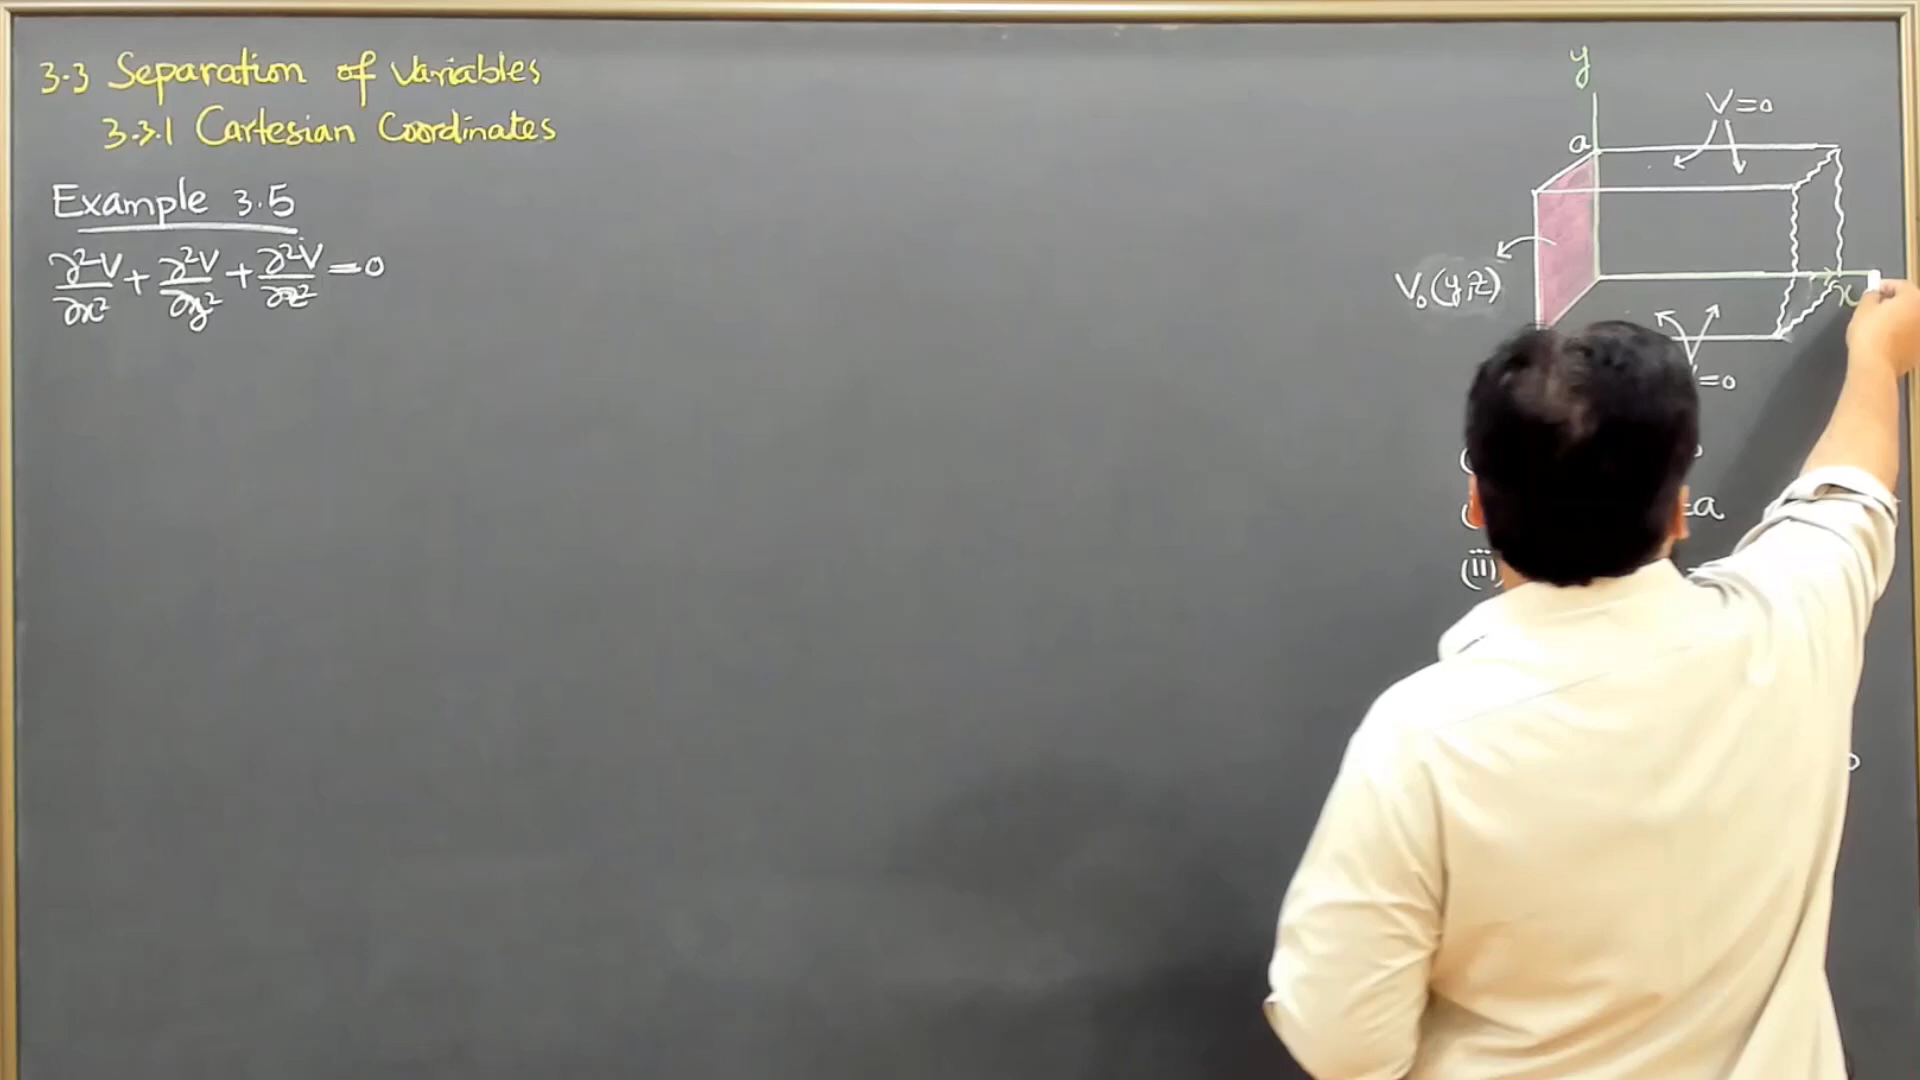 3.3 Separation of Variables
3.3.1 Cartesian Coordinates
Example 3.5
∂²V/∂x² + ∂²V/∂y² + ∂²V/∂z² = 0
y
V=0
a
V₀(y,z)
x
=0
=a
(iii)